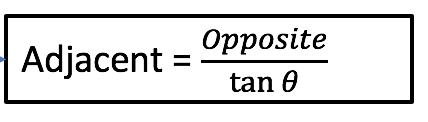 Adjacent = Opposite / tan θ